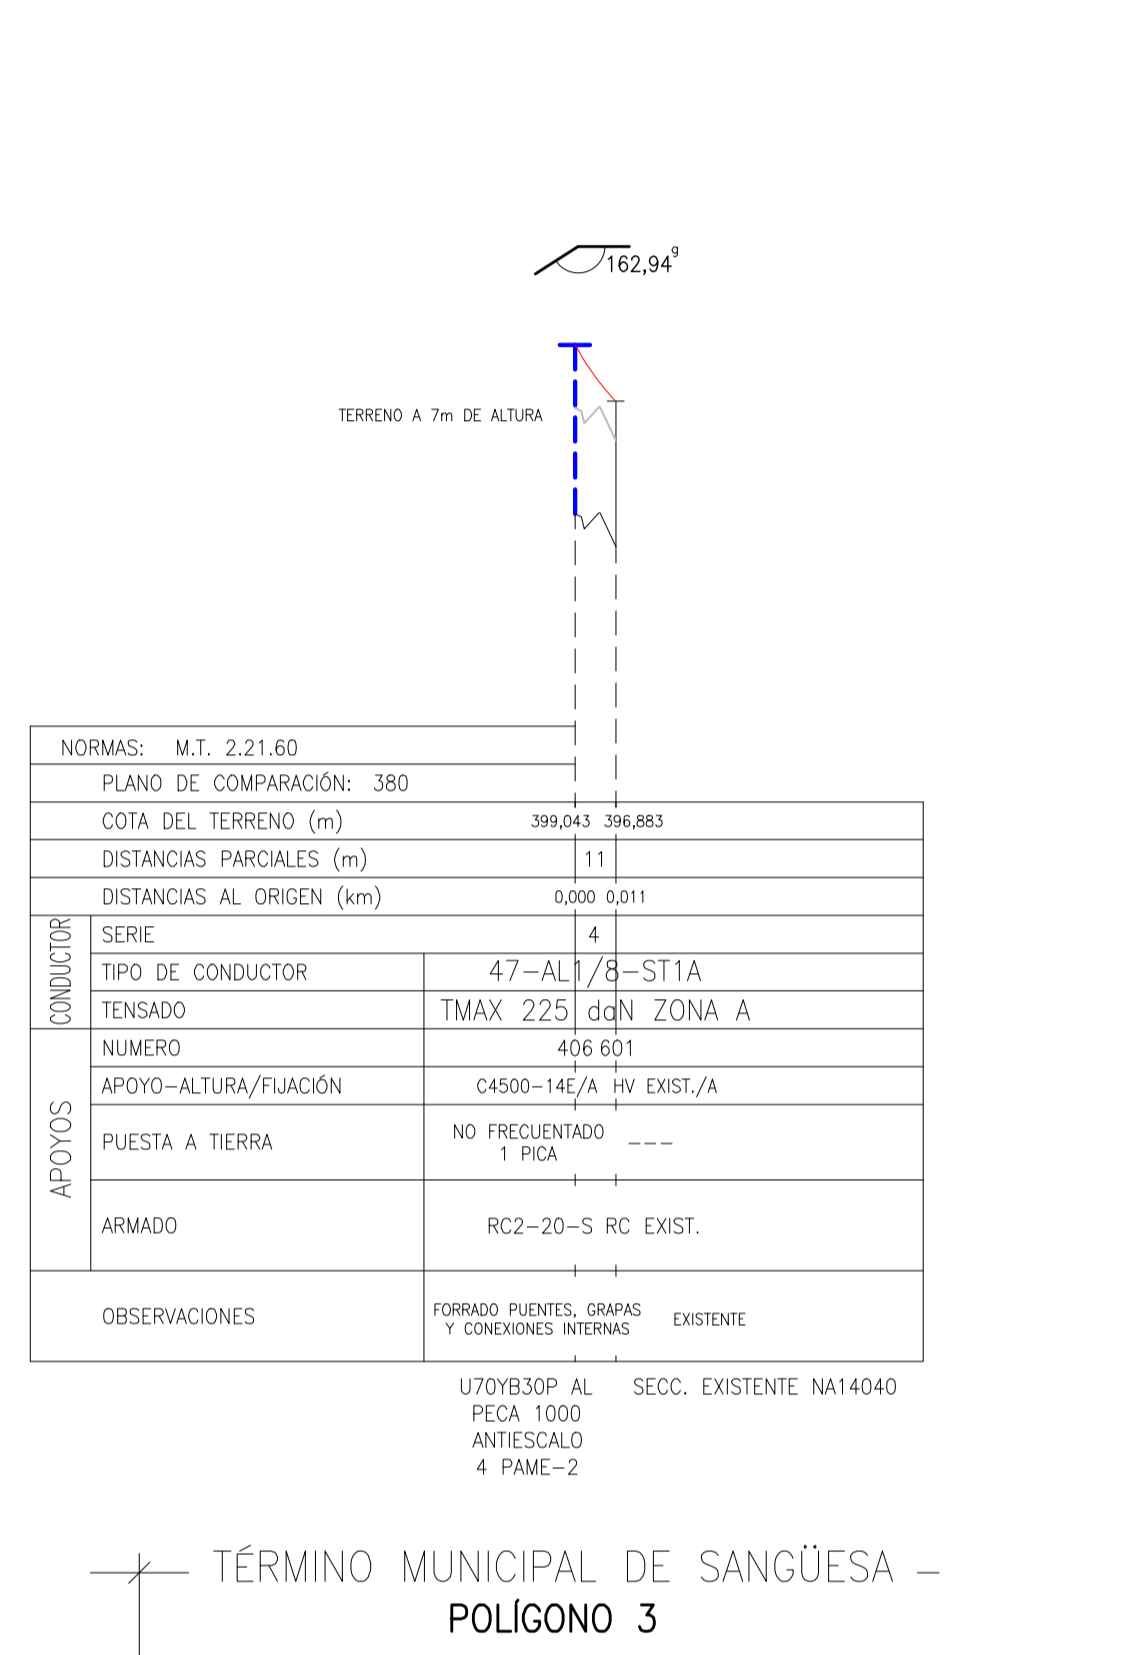 162,94g
TERRENO A 7m DE ALTURA
NORMAS: M.T. 2.21.60
PLANO DE COMPARACIÓN: 380
COTA DEL TERRENO (m) 399,043 396,883
DISTANCIAS PARCIALES (m) 11
DISTANCIAS AL ORIGEN (km) 0,000 0,011
CONDUCTOR
SERIE 4
TIPO DE CONDUCTOR 47-AL1/8-ST1A
TENSADO TMAX 225 daN ZONA A
APOYOS
NUMERO 406 601
APOYO-ALTURA/FIJACIÓN C4500-14E/A HV EXIST./A
PUESTA A TIERRA NO FRECUENTADO ---
1 PICA
ARMADO RC2-20-S RC EXIST.
OBSERVACIONES FORRADO PUENTES, GRAPAS EXISTENTE
Y CONEXIONES INTERNAS
U70YB30P AL SECC. EXISTENTE NA14040
PECA 1000
ANTIESCALO
4 PAME-2
TÉRMINO MUNICIPAL DE SANGÜESA
POLÍGONO 3